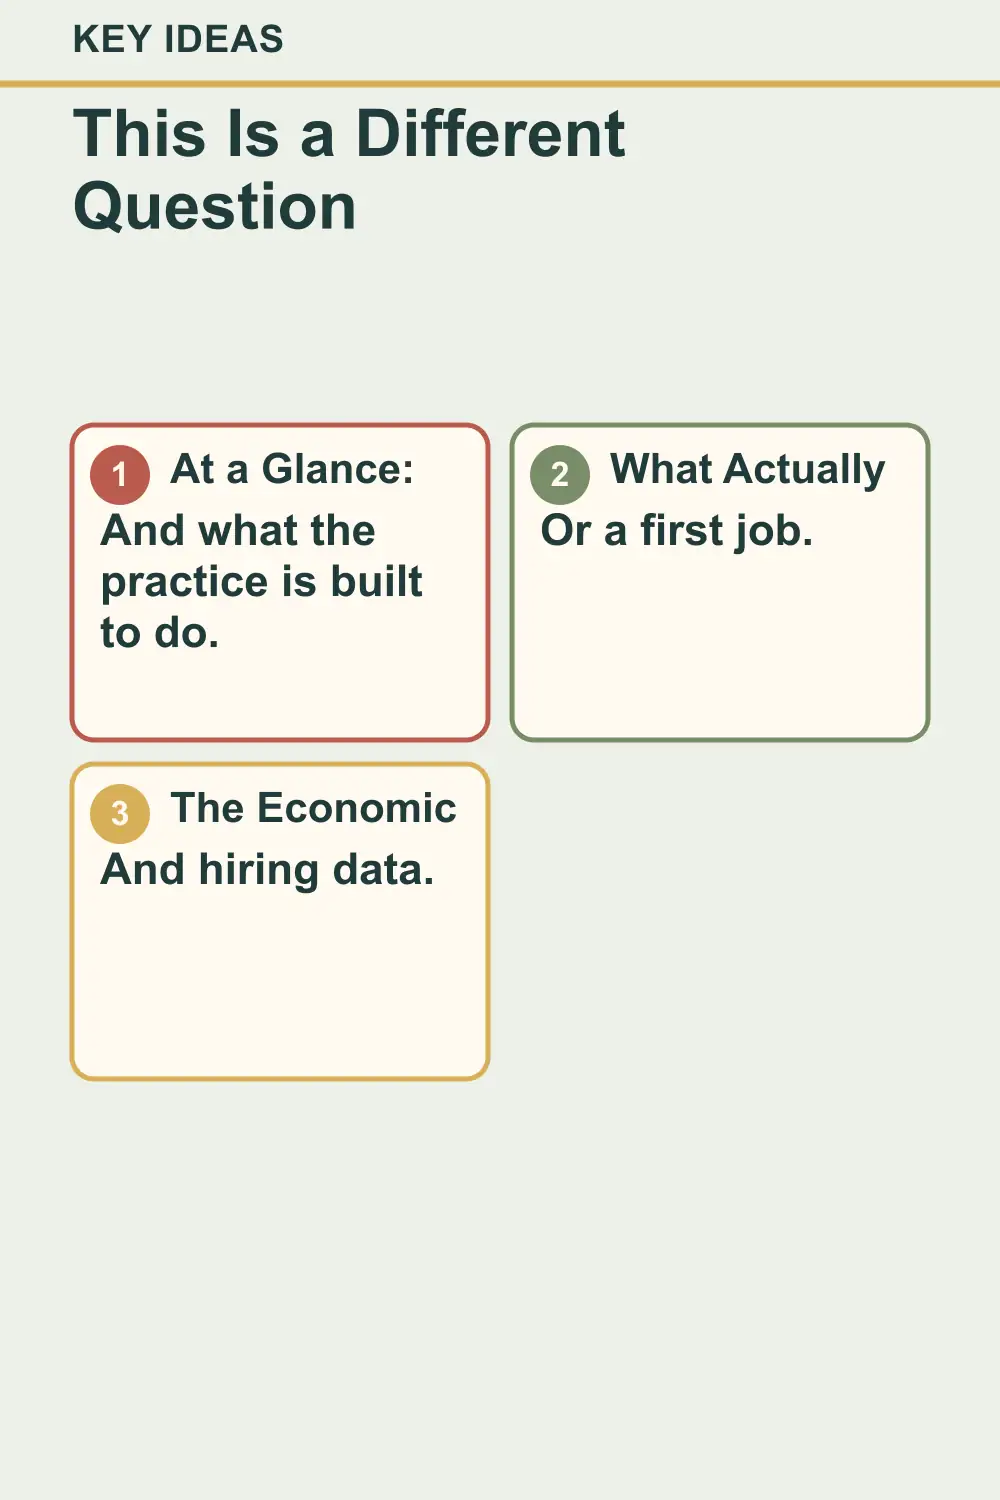 KEY IDEAS
This Is a Different
Question
1 At a Glance:
And what the
practice is built
to do.
2 What Actually
Or a first job.
3 The Economic
And hiring data.